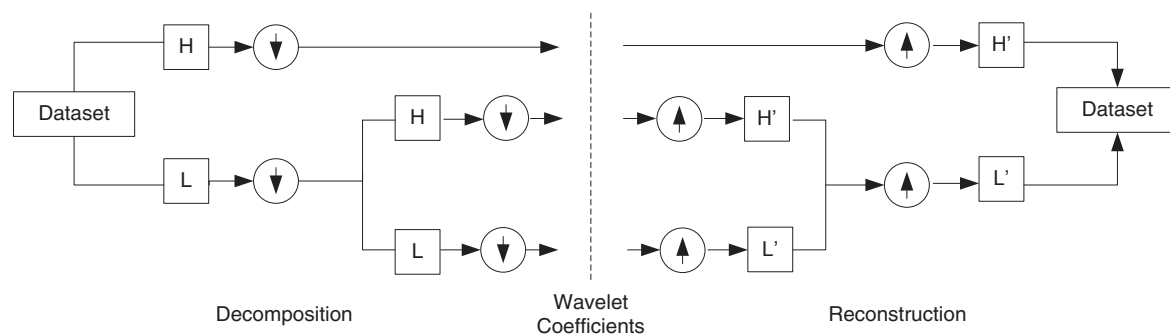 H
H'
Dataset
H
H'
Dataset
L
L'
L
L'
Decomposition
Wavelet
Coefficients
Reconstruction